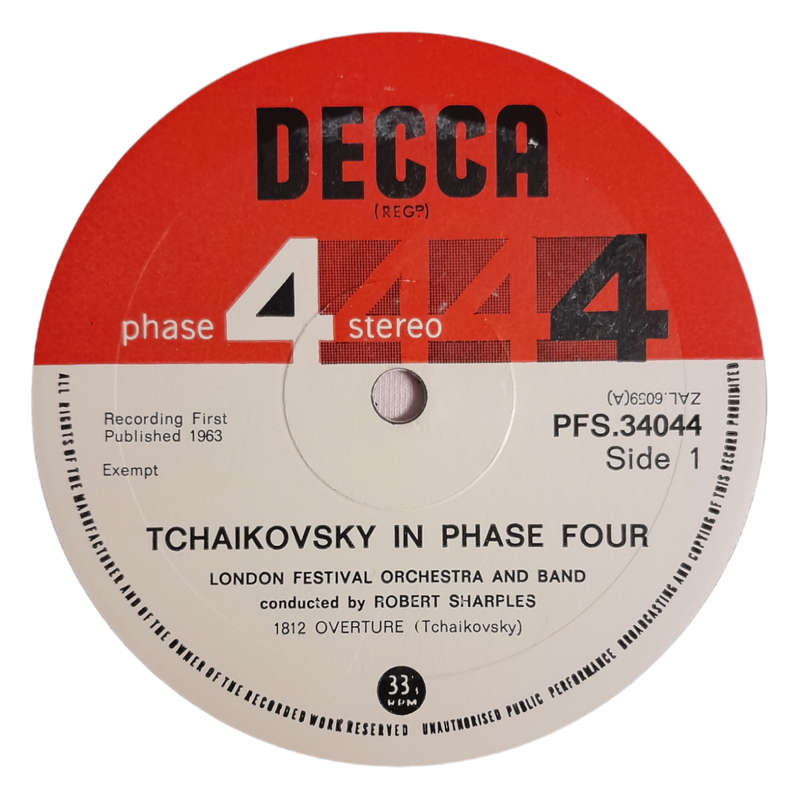 DECCA
(REGD)
phase 4 stereo 4 4 4
ZAL.6059(A)
Recording First
Published 1963
Exempt
PFS.34044
Side 1
TCHAIKOVSKY IN PHASE FOUR
LONDON FESTIVAL ORCHESTRA AND BAND
conducted by ROBERT SHARPLES
1812 OVERTURE (Tchaikovsky)
33⅓
RPM
ALL RIGHTS OF THE MANUFACTURER AND OF THE OWNER OF THE RECORDED WORK RESERVED UNAUTHORISED PUBLIC PERFORMANCE BROADCASTING AND COPYING OF THIS RECORD PROHIBITED